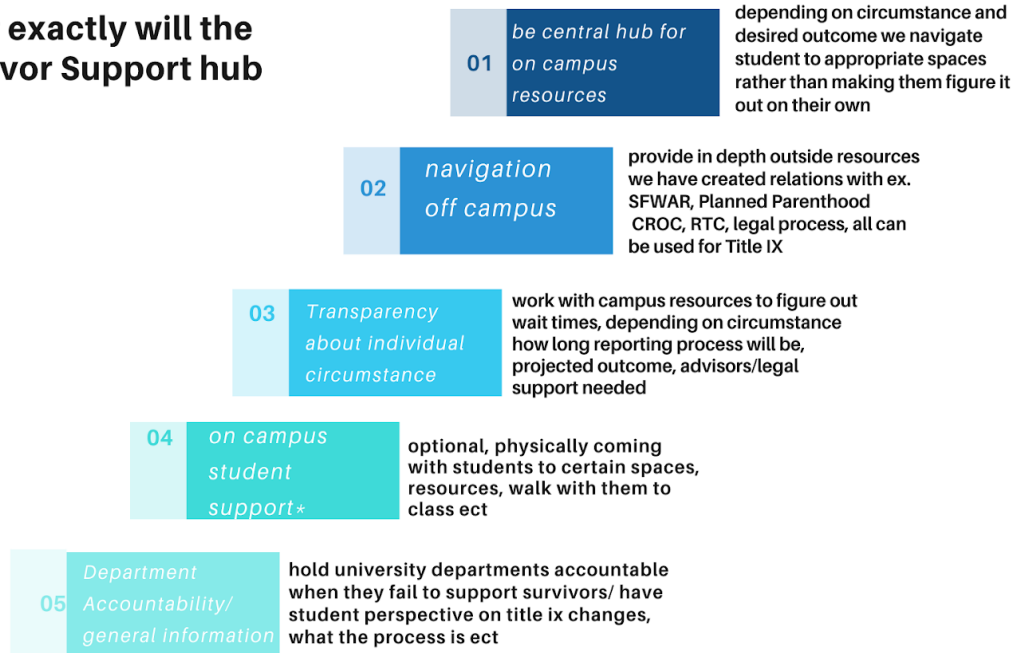 exactly will the
vor Support hub
01
be central hub for
on campus
resources
depending on circumstance and
desired outcome we navigate
student to appropriate spaces
rather than making them figure it
out on their own
02
navigation
off campus
provide in depth outside resources
we have created relations with ex.
SFWAR, Planned Parenthood
CROC, RTC, legal process, all can
be used for Title IX
03
Transparency
about individual
circumstance
work with campus resources to figure out
wait times, depending on circumstance
how long reporting process will be,
projected outcome, advisors/legal
support needed
04
on campus
student
support*
optional, physically coming
with students to certain spaces,
resources, walk with them to
class ect
05
Department
Accountability/
general information
hold university departments accountable
when they fail to support survivors/ have
student perspective on title ix changes,
what the process is ect